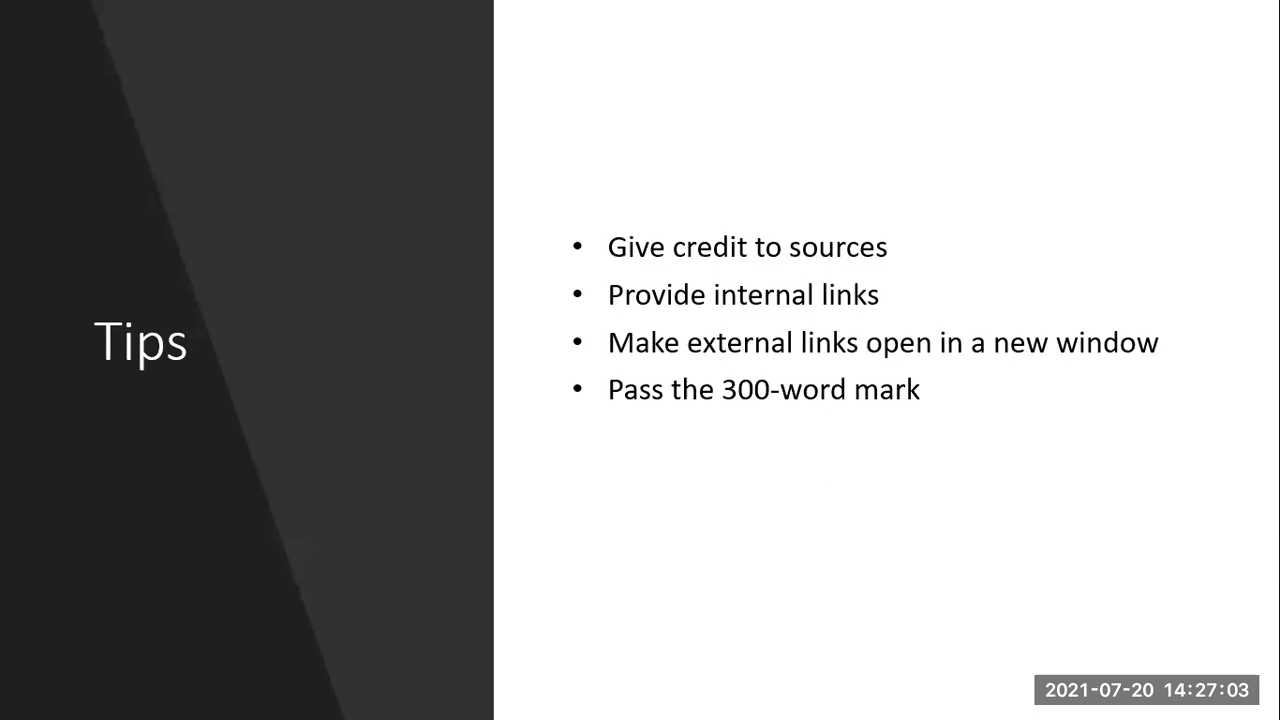 Tips
• Give credit to sources
• Provide internal links
• Make external links open in a new window
• Pass the 300-word mark
2021-07-20 14:27:03